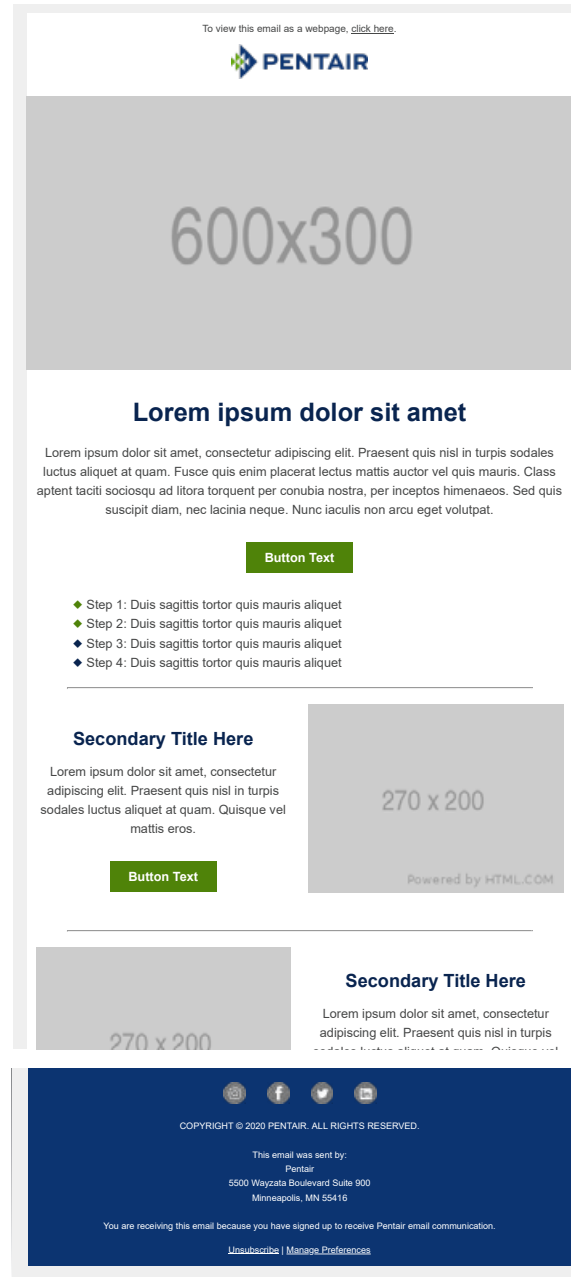 To view this email as a webpage, click here.
PENTAIR
600x300
Lorem ipsum dolor sit amet
Lorem ipsum dolor sit amet, consectetur adipiscing elit. Praesent quis nisl in turpis sodales
luctus aliquet at quam. Fusce quis enim placerat lectus mattis auctor vel quis mauris. Class
aptent taciti sociosqu ad litora torquent per conubia nostra, per inceptos himenaeos. Sed quis
suscipit diam, nec lacinia neque. Nunc iaculis non arcu eget volutpat.
Button Text
Step 1: Duis sagittis tortor quis mauris aliquet
Step 2: Duis sagittis tortor quis mauris aliquet
Step 3: Duis sagittis tortor quis mauris aliquet
Step 4: Duis sagittis tortor quis mauris aliquet
Secondary Title Here
Lorem ipsum dolor sit amet, consectetur
adipiscing elit. Praesent quis nisl in turpis
sodales luctus aliquet at quam. Quisque vel
mattis eros.
Button Text
270 x 200
Powered by HTML.COM
270 x 200
Secondary Title Here
Lorem ipsum dolor sit amet, consectetur
adipiscing elit. Praesent quis nisl in turpis
sodales luctus aliquet at quam. Quisque vel
COPYRIGHT © 2020 PENTAIR. ALL RIGHTS RESERVED.
This email was sent by:
Pentair
5500 Wayzata Boulevard Suite 900
Minneapolis, MN 55416
You are receiving this email because you have signed up to receive Pentair email communication.
Unsubscribe | Manage Preferences